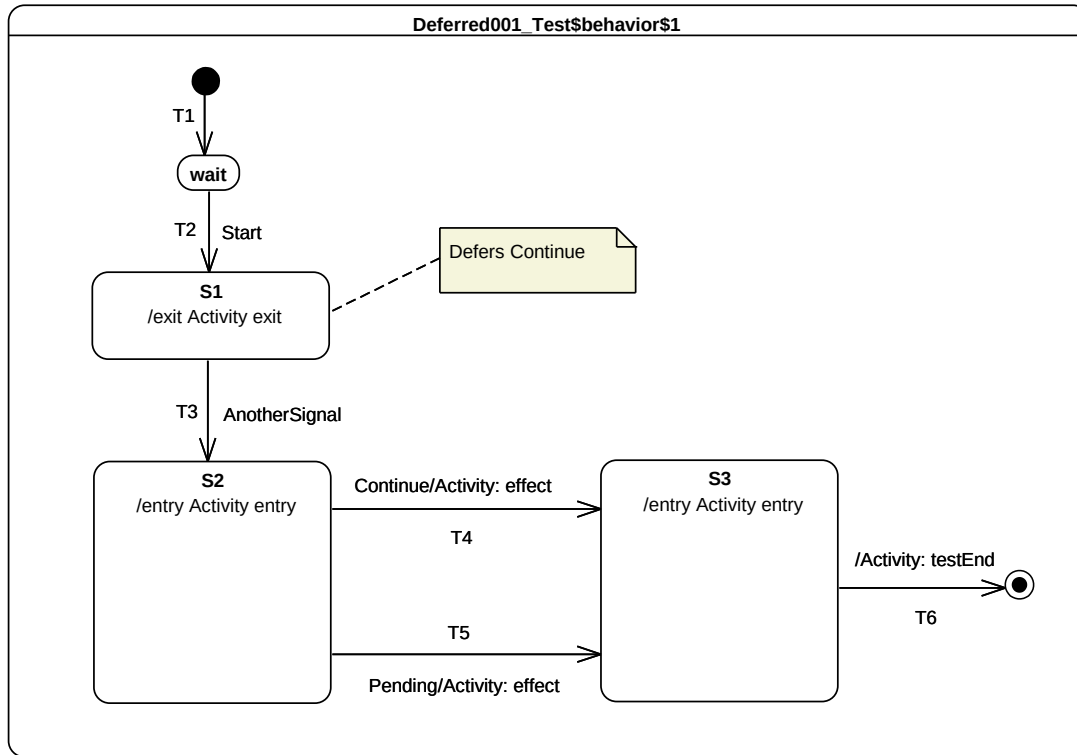 Deferred001_Test$behavior$1
T1
wait
T2
Start
Defers Continue
S1
/exit Activity exit
T3
AnotherSignal
S2
/entry Activity entry
Continue/Activity: effect
T4
S3
/entry Activity entry
/Activity: testEnd
T6
T5
Pending/Activity: effect